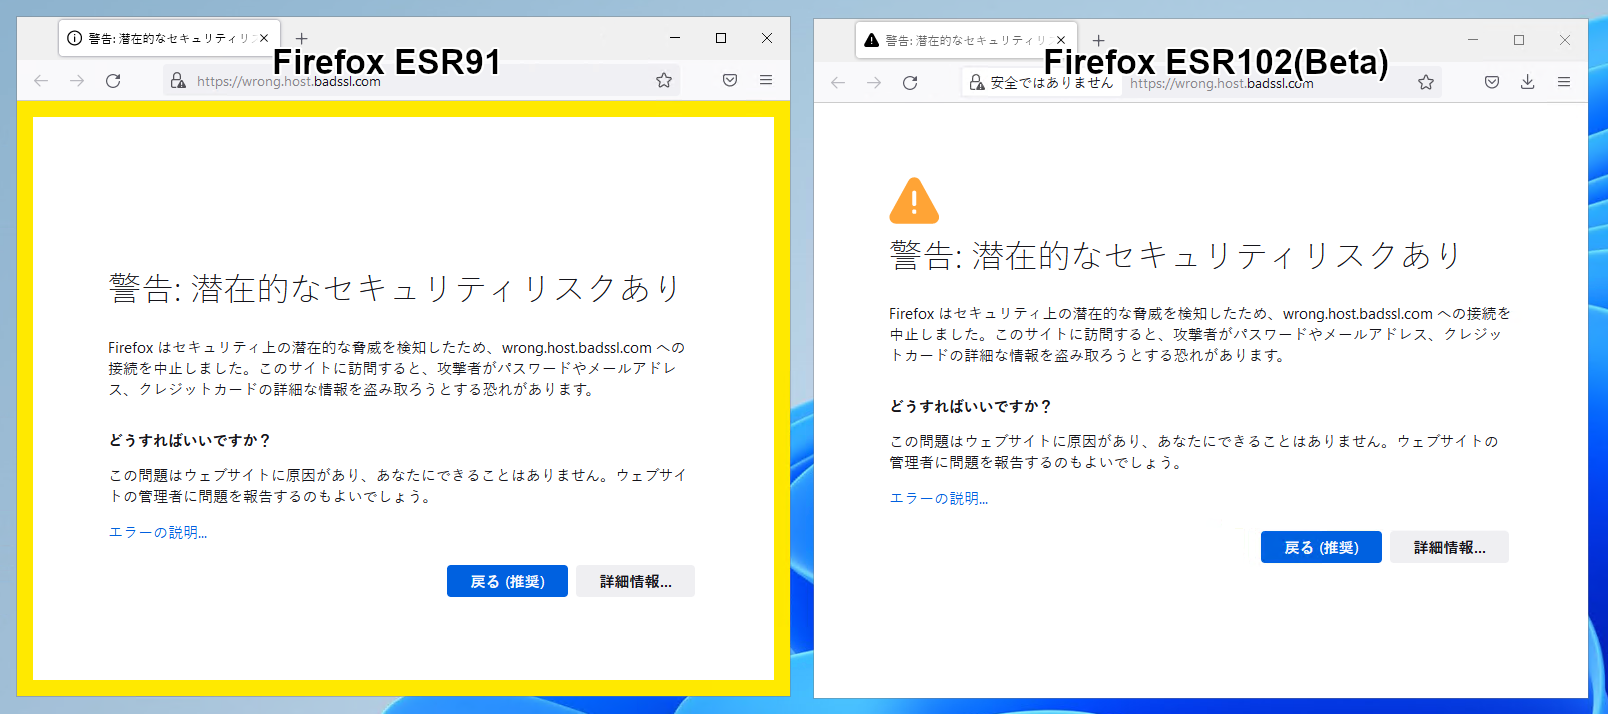 警告: 潜在的なセキュリティリス
Firefox ESR91
https://wrong.host.badssl.com
警告: 潜在的なセキュリティリスクあり
Firefox はセキュリティ上の潜在的な脅威を検知したため、wrong.host.badssl.com への
接続を中止しました。このサイトに訪問すると、攻撃者がパスワードやメールアドレ
ス、クレジットカードの詳細な情報を盗み取ろうとする恐れがあります。
どうすればいいですか？
この問題はウェブサイトに原因があり、あなたにできることはありません。ウェブサイ
トの管理者に問題を報告するのもよいでしょう。
エラーの説明...
戻る (推奨)
詳細情報...
警告: 潜在的なセキュリティリス
Firefox ESR102(Beta)
安全ではありません
https://wrong.host.badssl.com
警告: 潜在的なセキュリティリスクあり
Firefox はセキュリティ上の潜在的な脅威を検知したため、wrong.host.badssl.com への接続を
中止しました。このサイトに訪問すると、攻撃者がパスワードやメールアドレス、クレジッ
トカードの詳細な情報を盗み取ろうとする恐れがあります。
どうすればいいですか？
この問題はウェブサイトに原因があり、あなたにできることはありません。ウェブサイトの
管理者に問題を報告するのもよいでしょう。
エラーの説明...
戻る (推奨)
詳細情報...